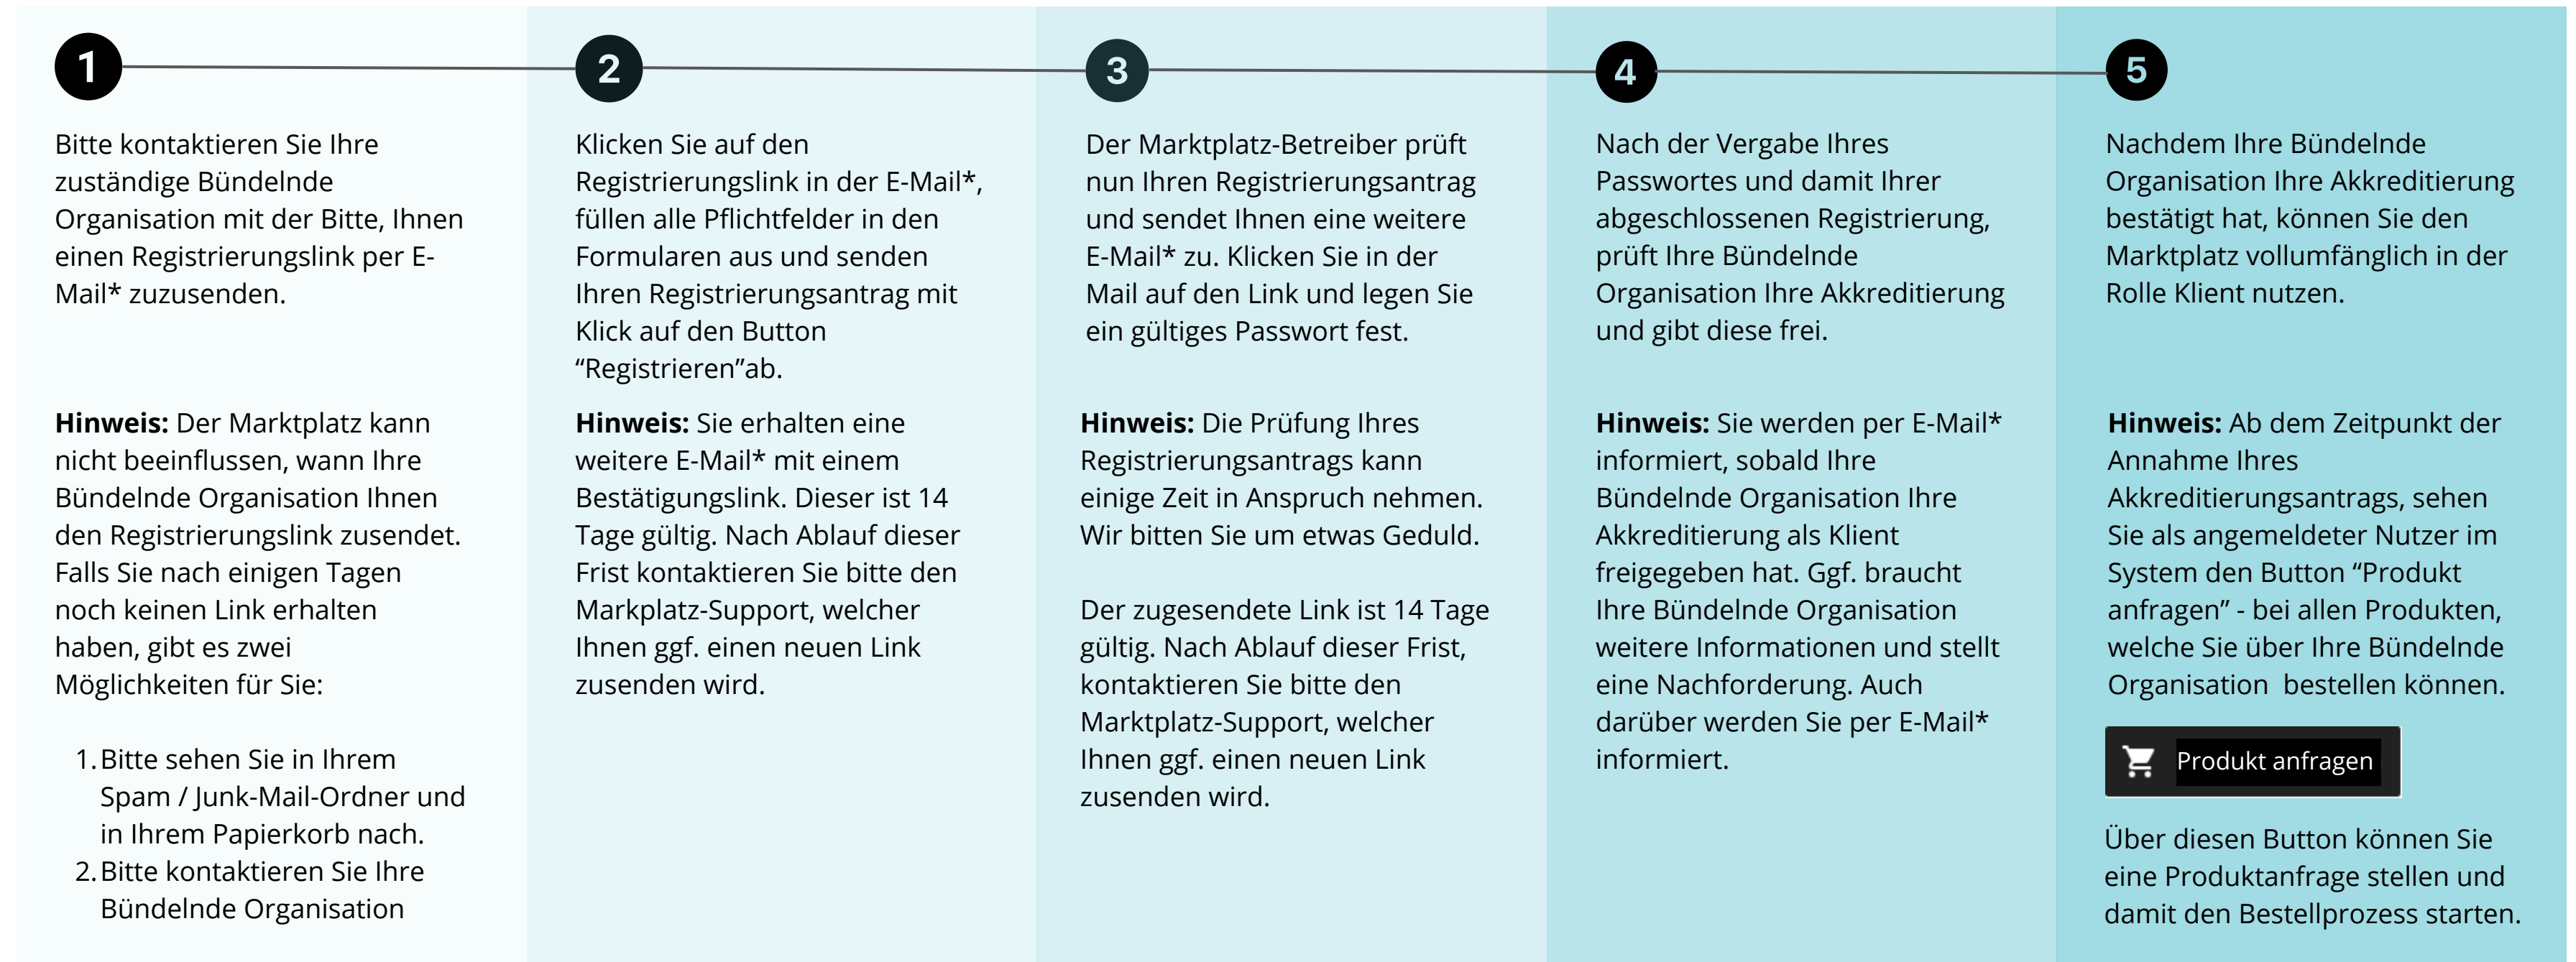 1
Bitte kontaktieren Sie Ihre
zuständige Bündelnde
Organisation mit der Bitte, Ihnen
einen Registrierungslink per E-
Mail* zuzusenden.
Hinweis: Der Marktplatz kann
nicht beeinflussen, wann Ihre
Bündelnde Organisation Ihnen
den Registrierungslink zusendet.
Falls Sie nach einigen Tagen
noch keinen Link erhalten
haben, gibt es zwei
Möglichkeiten für Sie:
1. Bitte sehen Sie in Ihrem
Spam / Junk-Mail-Ordner und
in Ihrem Papierkorb nach.
2. Bitte kontaktieren Sie Ihre
Bündelnde Organisation
2
Klicken Sie auf den
Registrierungslink in der E-Mail*,
füllen alle Pflichtfelder in den
Formularen aus und senden
Ihren Registrierungsantrag mit
Klick auf den Button
“Registrieren”ab.
Hinweis: Sie erhalten eine
weitere E-Mail* mit einem
Bestätigungslink. Dieser ist 14
Tage gültig. Nach Ablauf dieser
Frist kontaktieren Sie bitte den
Markplatz-Support, welcher
Ihnen ggf. einen neuen Link
zusenden wird.
3
Der Marktplatz-Betreiber prüft
nun Ihren Registrierungsantrag
und sendet Ihnen eine weitere
E-Mail* zu. Klicken Sie in der
Mail auf den Link und legen Sie
ein gültiges Passwort fest.
Hinweis: Die Prüfung Ihres
Registrierungsantrags kann
einige Zeit in Anspruch nehmen.
Wir bitten Sie um etwas Geduld.
Der zugesendete Link ist 14 Tage
gültig. Nach Ablauf dieser Frist,
kontaktieren Sie bitte den
Marktplatz-Support, welcher
Ihnen ggf. einen neuen Link
zusenden wird.
4
Nach der Vergabe Ihres
Passwortes und damit Ihrer
abgeschlossenen Registrierung,
prüft Ihre Bündelnde
Organisation Ihre Akkreditierung
und gibt diese frei.
Hinweis: Sie werden per E-Mail*
informiert, sobald Ihre
Bündelnde Organisation Ihre
Akkreditierung als Klient
freigegeben hat. Ggf. braucht
Ihre Bündelnde Organisation
weitere Informationen und stellt
eine Nachforderung. Auch
darüber werden Sie per E-Mail*
informiert.
5
Nachdem Ihre Bündelnde
Organisation Ihre Akkreditierung
bestätigt hat, können Sie den
Marktplatz vollumfänglich in der
Rolle Klient nutzen.
Hinweis: Ab dem Zeitpunkt der
Annahme Ihres
Akkreditierungsantrags, sehen
Sie als angemeldeter Nutzer im
System den Button “Produkt
anfragen” - bei allen Produkten,
welche Sie über Ihre Bündelnde
Organisation bestellen können.
Produkt anfragen
Über diesen Button können Sie
eine Produktanfrage stellen und
damit den Bestellprozess starten.